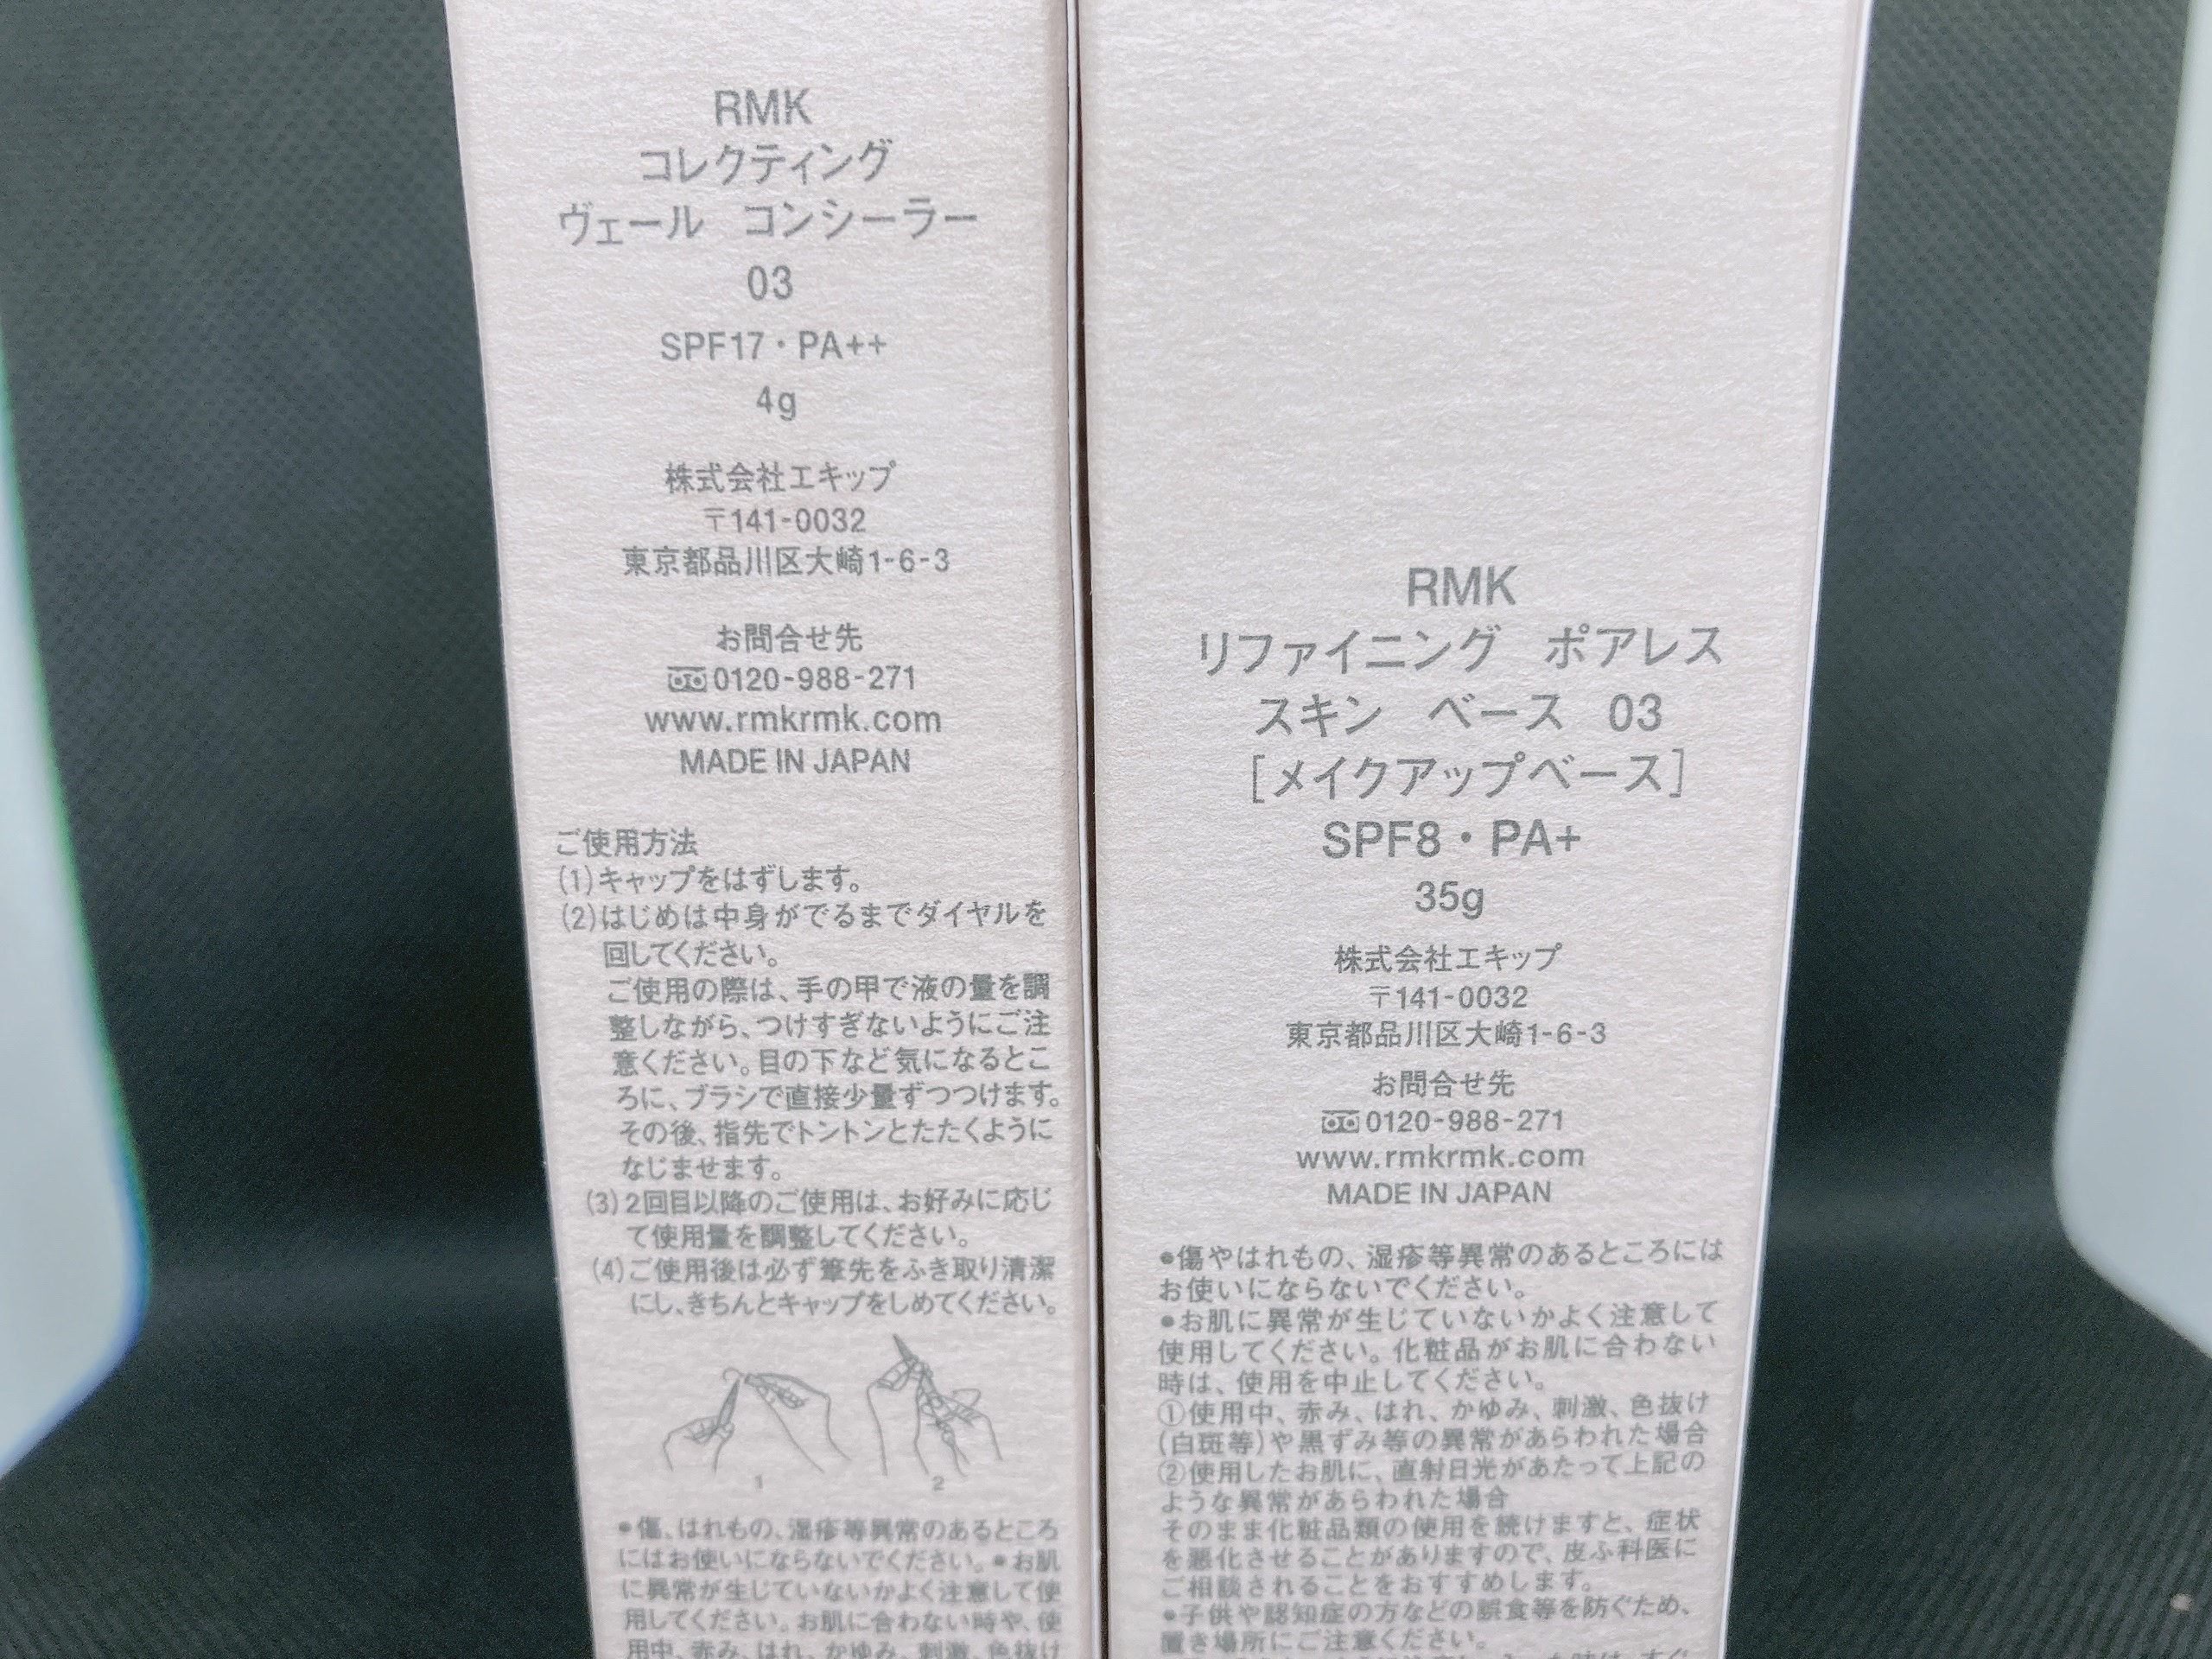 RMK
コレクティング
ヴェール コンシーラー
03
SPF17・PA++
4g
株式会社エキップ
〒141-0032
東京都品川区大崎1-6-3
お問合せ先
0120-988-271
www.rmkrmk.com
MADE IN JAPAN
ご使用方法
(1)キャップをはずします。
(2)はじめは中身がでるまでダイヤルを
回してください。
ご使用の際は、手の甲で液の量を調
整しながら、つけすぎないようにご注
意ください。目の下など気になるとこ
ろに、ブラシで直接少量ずつつけます。
その後、指先でトントンとたたくように
なじませます。
(3)2回目以降のご使用は、お好みに応じ
て使用量を調整してください。
(4)ご使用後は必ず筆先をふき取り清潔
にし、きちんとキャップをしめてください。
1 2
●傷、はれもの、湿疹等異常のあるところ
にはお使いにならないでください。●お肌
に異常が生じていないかよく注意して使
用してください。お肌に合わない時や、使
用中、赤み、はれ、かゆみ、刺激、色抜け
RMK
リファイニング ポアレス
スキン ベース 03
[メイクアップベース]
SPF8・PA+
35g
株式会社エキップ
〒141-0032
東京都品川区大崎1-6-3
お問合せ先
0120-988-271
www.rmkrmk.com
MADE IN JAPAN
●傷やはれもの、湿疹等異常のあるところには
お使いにならないでください。
●お肌に異常が生じていないかよく注意して
使用してください。化粧品がお肌に合わない
時は、使用を中止してください。
①使用中、赤み、はれ、かゆみ、刺激、色抜け
(白斑等)や黒ずみ等の異常があらわれた場合
②使用したお肌に、直射日光があたって上記の
ような異常があらわれた場合
そのまま化粧品類の使用を続けますと、症状
を悪化させることがありますので、皮ふ科医に
ご相談されることをおすすめします。
●子供や認知症の方などの誤食等を防ぐため、
置き場所にご注意ください。